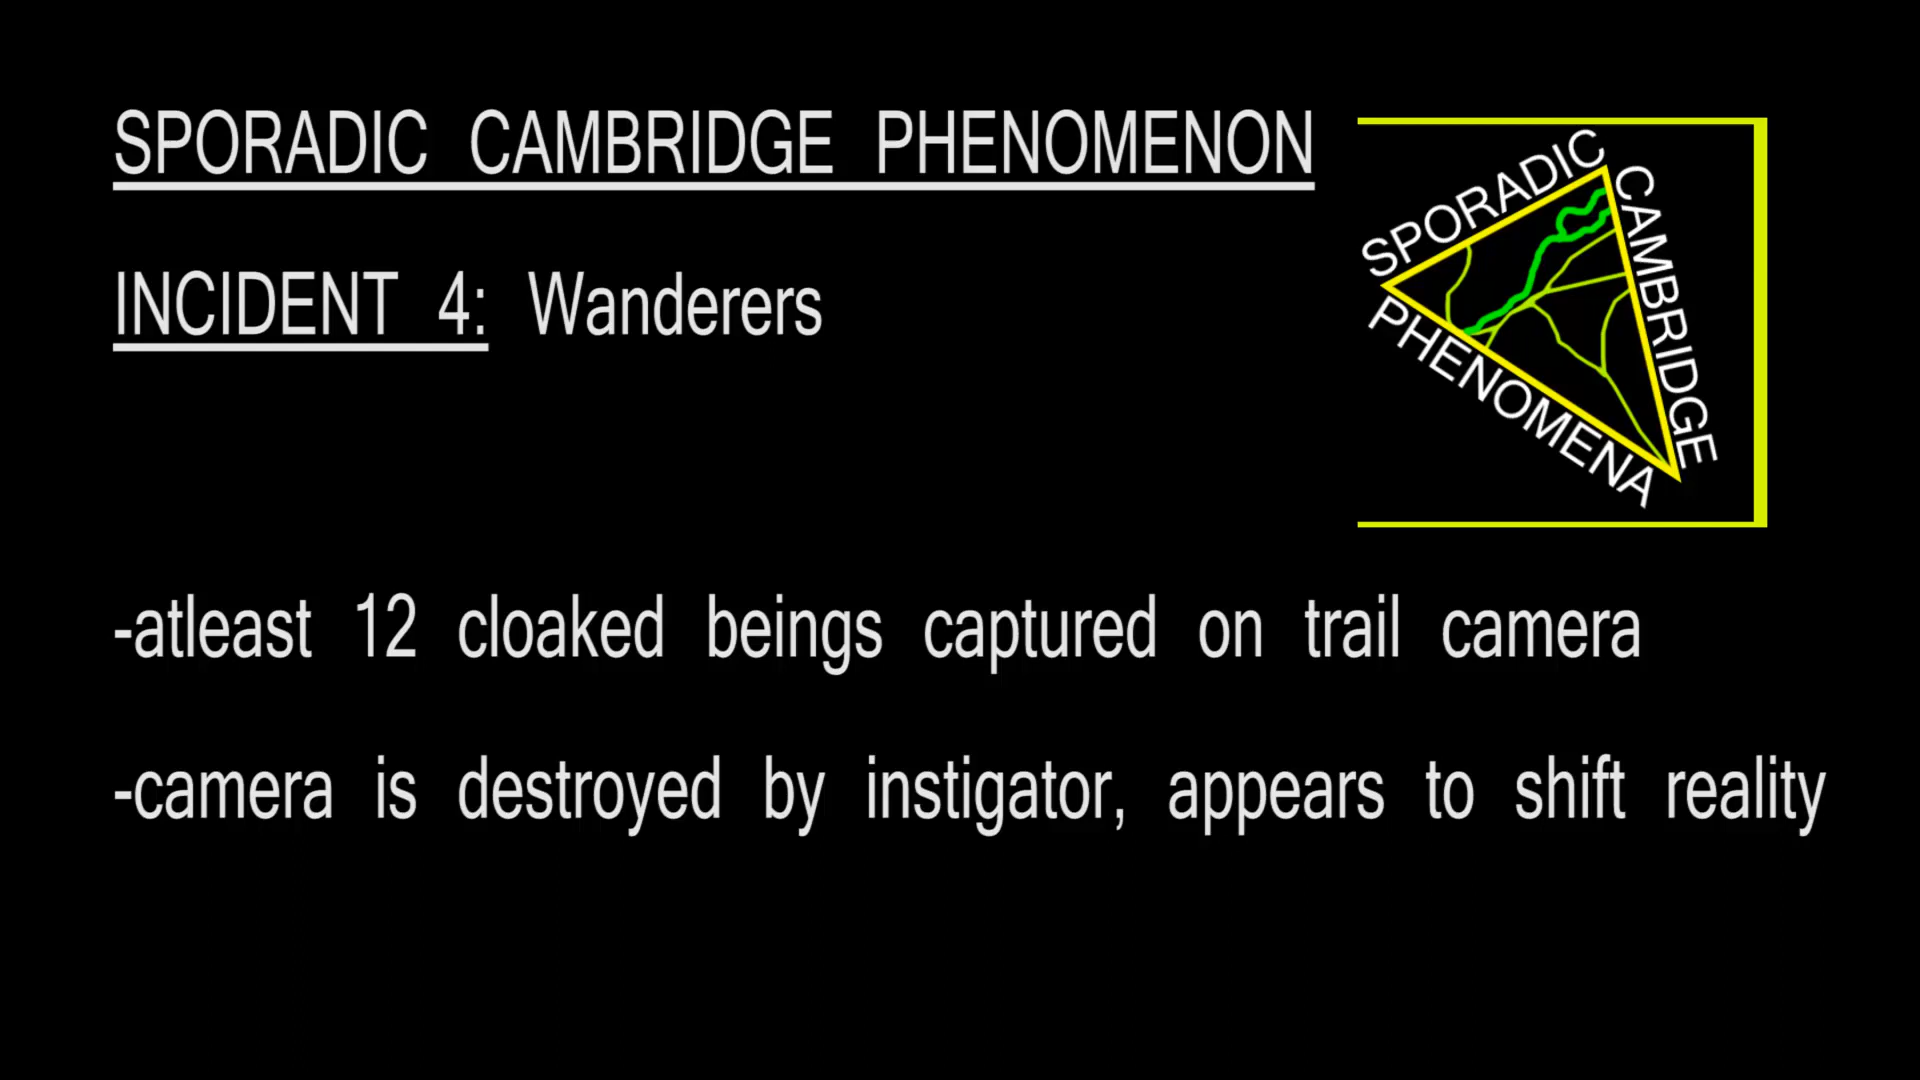 SPORADIC CAMBRIDGE PHENOMENON
INCIDENT 4: Wanderers
SPORADIC
CAMBRIDGE
PHENOMENA
-atleast 12 cloaked beings captured on trail camera
-camera is destroyed by instigator, appears to shift reality